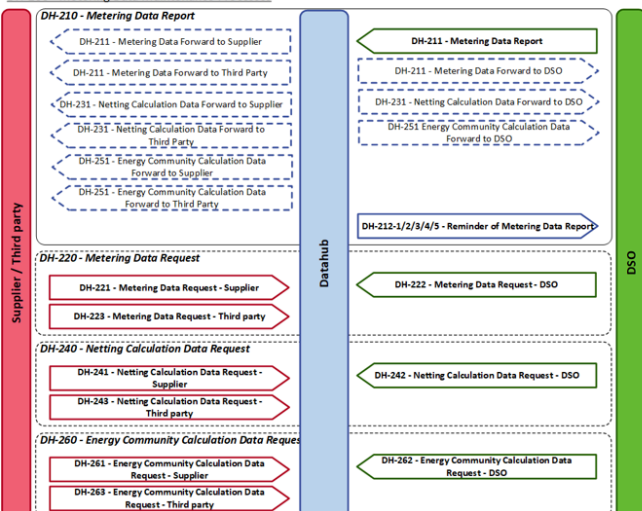 DH-210 - Metering Data Report
DH-211 - Metering Data Forward to Supplier
DH-211 - Metering Data Forward to Third Party
DH-231 - Netting Calculation Data Forward to Supplier
DH-231 - Netting Calculation Data Forward to
Third Party
DH-251 - Energy Community Calculation Data
Forward to Supplier
DH-251 - Energy Community Calculation Data
Forward to Third Party
DH-211 - Metering Data Report
DH-211 - Metering Data Forward to DSO
DH-231 - Netting Calculation Data Forward to DSO
DH-251 Energy Community Calculation Data
Forward to DSO
DH-212-1/2/3/4/5 - Reminder of Metering Data Report
Supplier / Third party
Datahub
DSO
DH-220 - Metering Data Request
DH-221 - Metering Data Request - Supplier
DH-223 - Metering Data Request - Third party
DH-222 - Metering Data Request - DSO
DH-240 - Netting Calculation Data Request
DH-241 - Netting Calculation Data Request -
Supplier
DH-243 - Netting Calculation Data Request -
Third party
DH-242 - Netting Calculation Data Request - DSO
DH-260 - Energy Community Calculation Data Reques
DH-261 - Energy Community Calculation Data
Request - Supplier
DH-263 - Energy Community Calculation Data
Request - Third party
DH-262 - Energy Community Calculation Data
Request - DSO